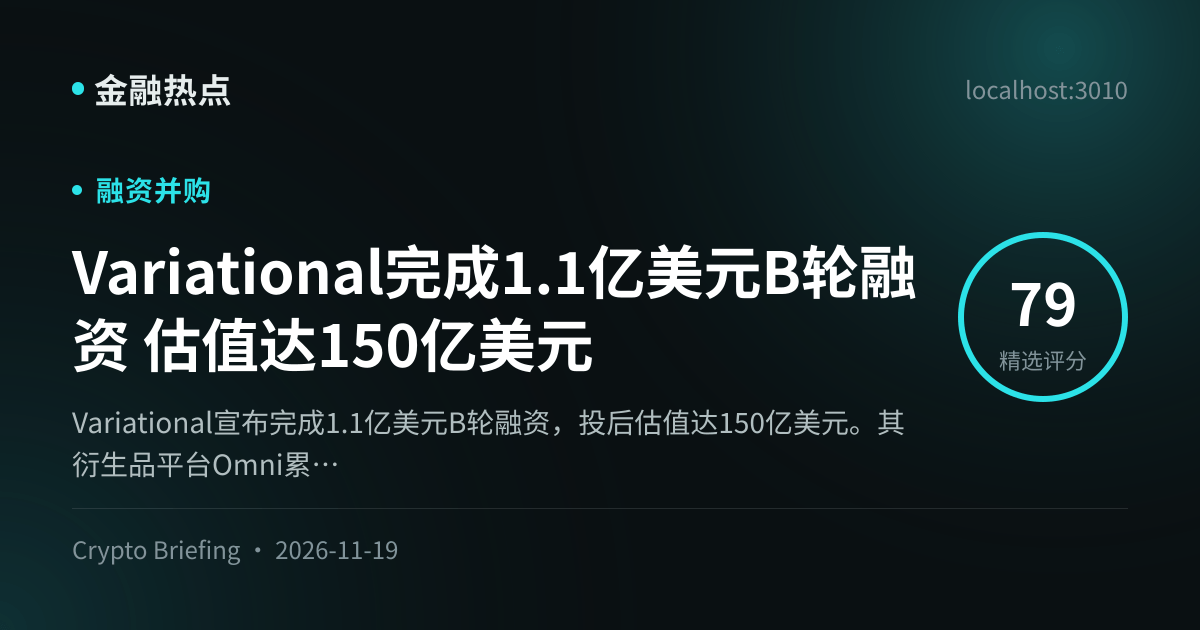 金融热点
localhost:3010
融资并购
Variational完成1.1亿美元B轮融
资 估值达150亿美元
79
精选评分
Variational宣布完成1.1亿美元B轮融资，投后估值达150亿美元。其
衍生品平台Omni累…
Crypto Briefing · 2026-11-19